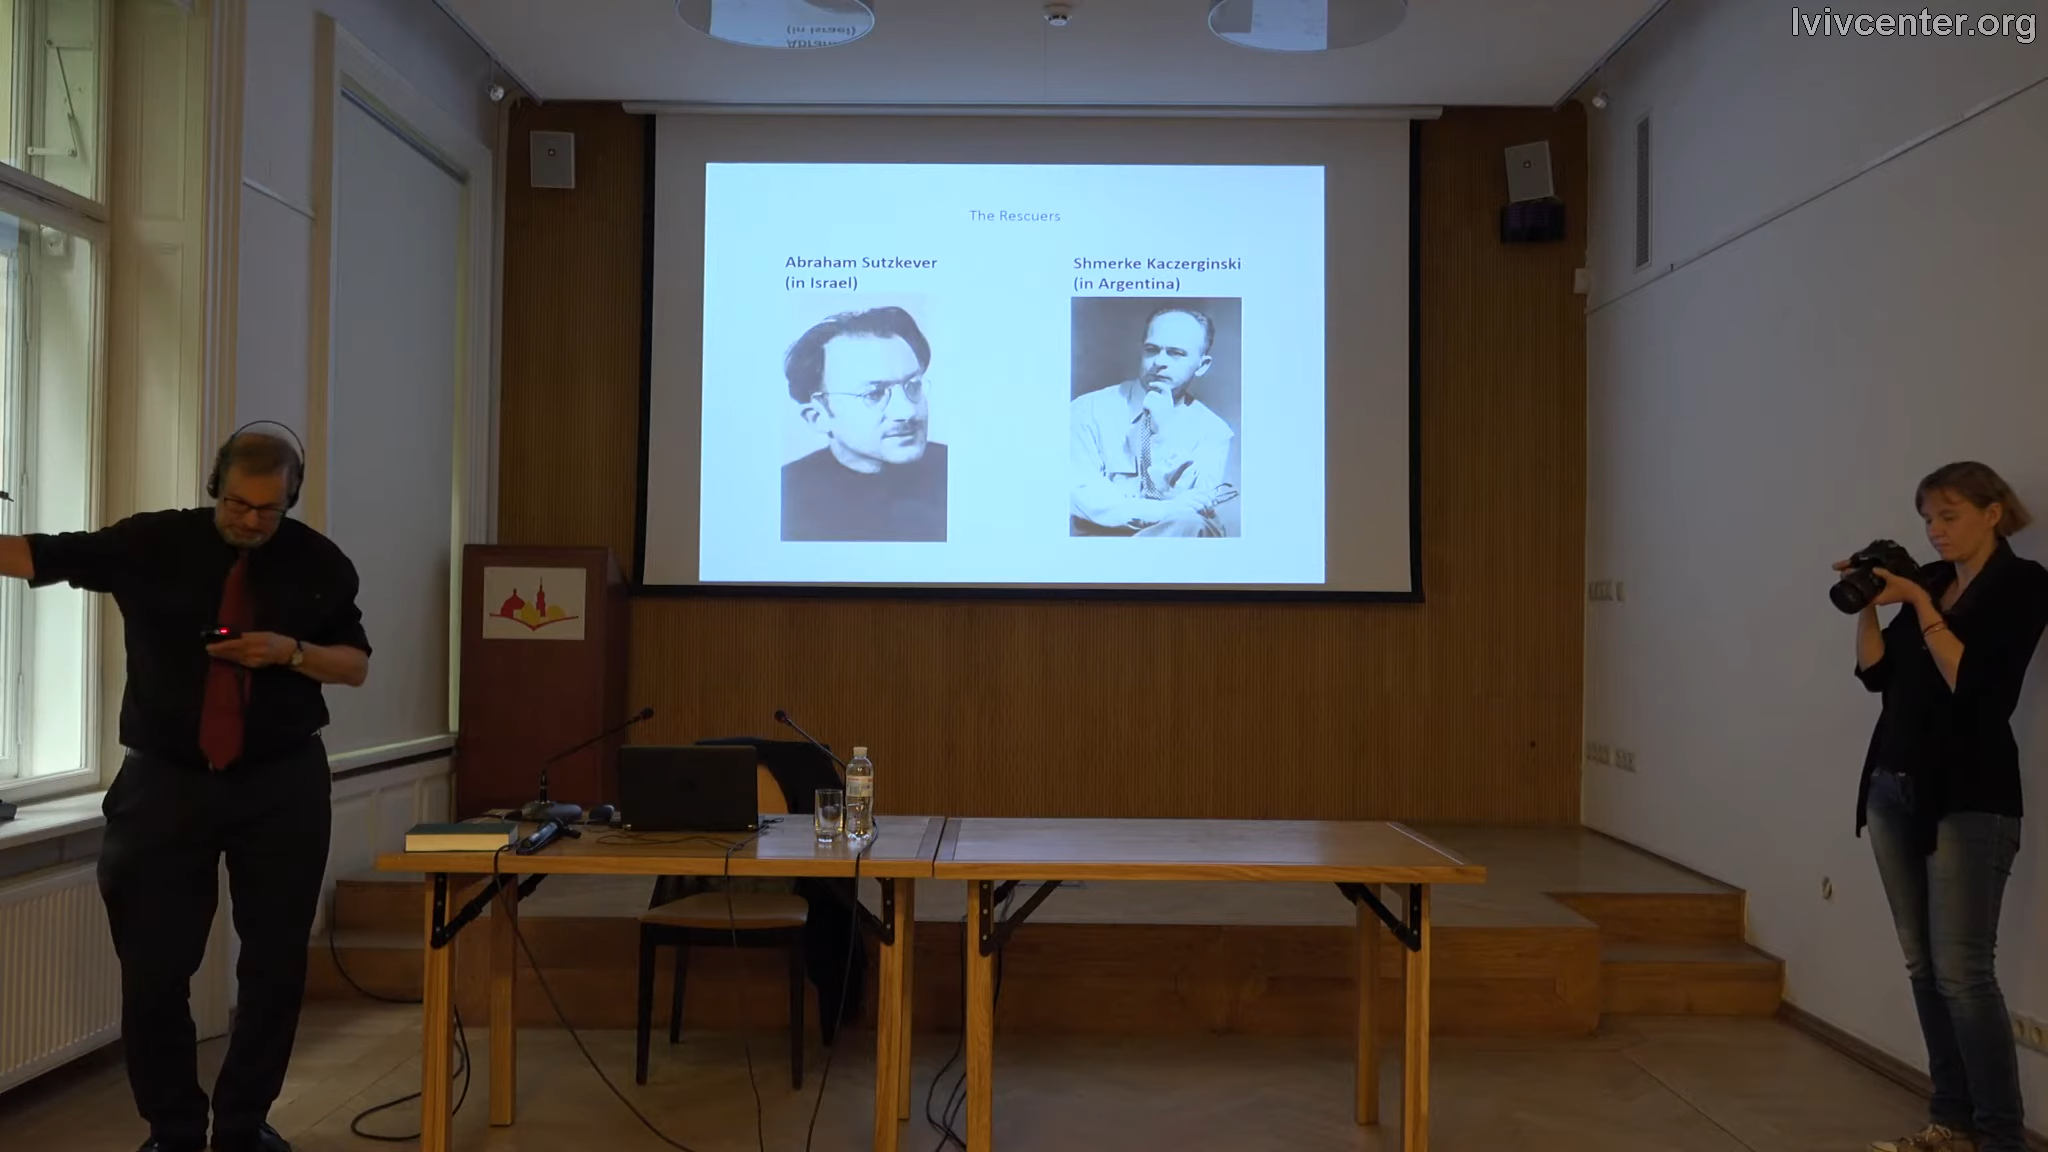 lvivcenter.org
The Rescuers
Abraham Sutzkever
(in Israel)
Shmerke Kaczerginski
(in Argentina)